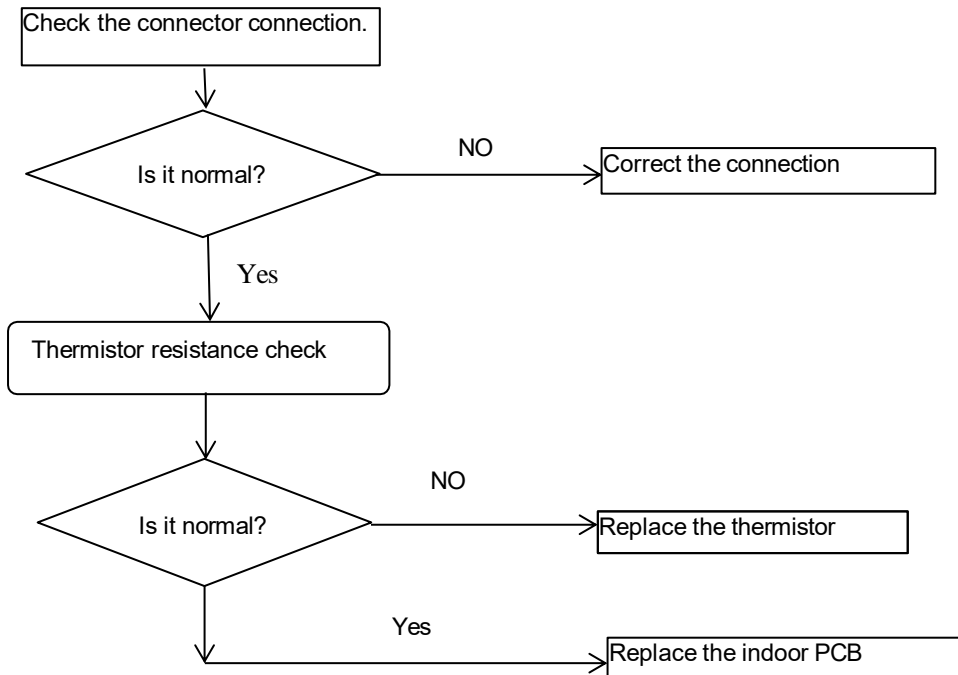 Check the connector connection.
Is it normal?
NO
Correct the connection
Yes
Thermistor resistance check
Is it normal?
NO
Replace the thermistor
Yes
Replace the indoor PCB